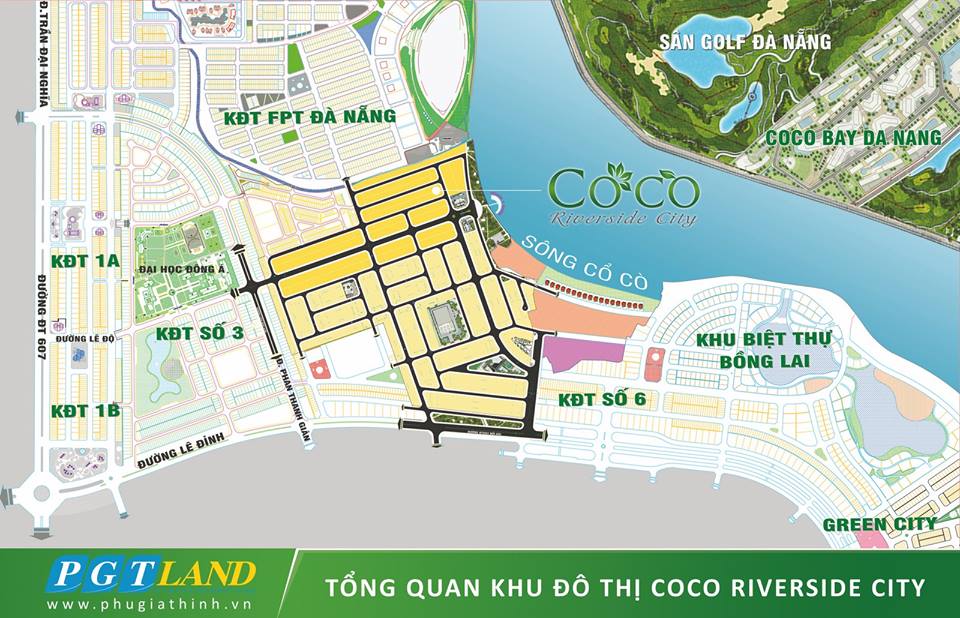 Đ.TRẦN ĐẠI NGHĨA
SÂN GOLF ĐÀ NẴNG
KĐT FPT ĐÀ NẴNG
COCO BAY ĐA NANG
COCO
Riverside City
SÔNG CỔ CÒ
KĐT 1A
ĐẠI HỌC ĐÔNG Á
ĐƯỜNG ĐT 607
ĐƯỜNG LÊ ĐỘ
KĐT SỐ 3
Đ. PHAN THANH GIẢN
KHU BIỆT THỰ
BỒNG LAI
KĐT 1B
KĐT SỐ 6
ĐƯỜNG LÊ ĐỈNH
GREEN CITY
PGTLAND
www.phugiathinh.vn
TỔNG QUAN KHU ĐÔ THỊ COCO RIVERSIDE CITY